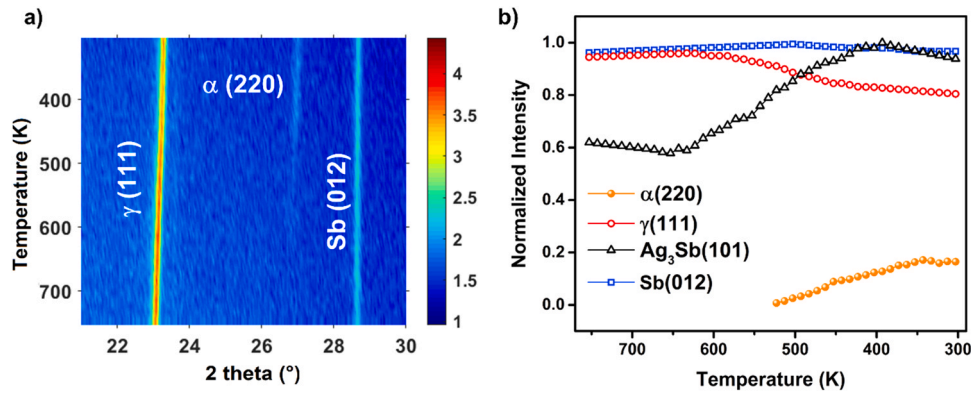 a)
α (220)
γ (111)
Sb (012)
Temperature (K)
400
500
600
700
22
24
26
28
30
2 theta (°)
4
3.5
3
2.5
2
1.5
1
b)
Normalized Intensity
1.0
0.8
0.6
0.4
0.2
0.0
α(220)
γ(111)
Ag₃Sb(101)
Sb(012)
700
600
500
400
300
Temperature (K)